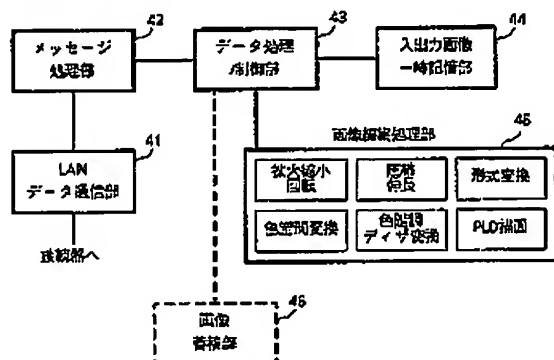 42
メッセージ
処理部
43
データ処理
制御部
44
入出力画像
一時記憶部
41
LAN
データ通信部
接続部へ
45
画像編集処理部
拡大縮小
回転
圧縮
伸長
形式変換
色空間変換
色階調
ディザ変換
PLD描画
46
画像
蓄積部